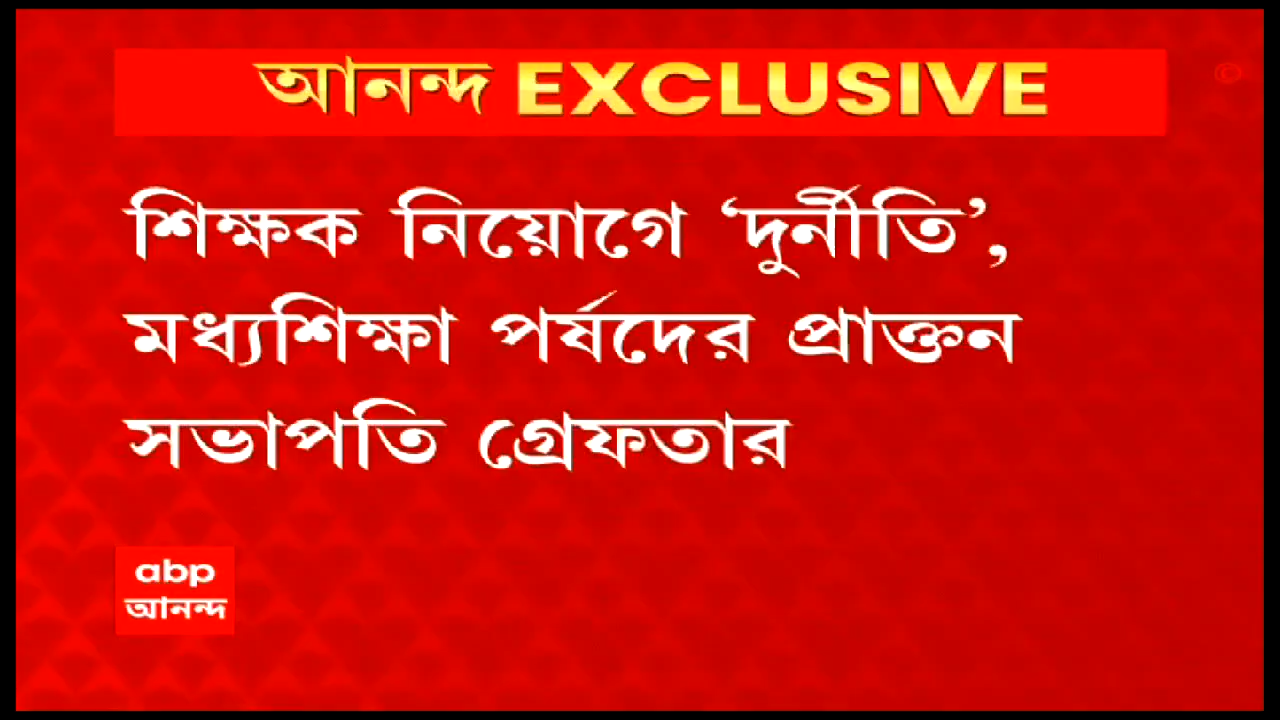 আনন্দ EXCLUSIVE
©
শিক্ষক নিয়োগে ‘দুর্নীতি’,
মধ্যশিক্ষা পর্ষদের প্রাক্তন
সভাপতি গ্রেফতার
abp
আনন্দ